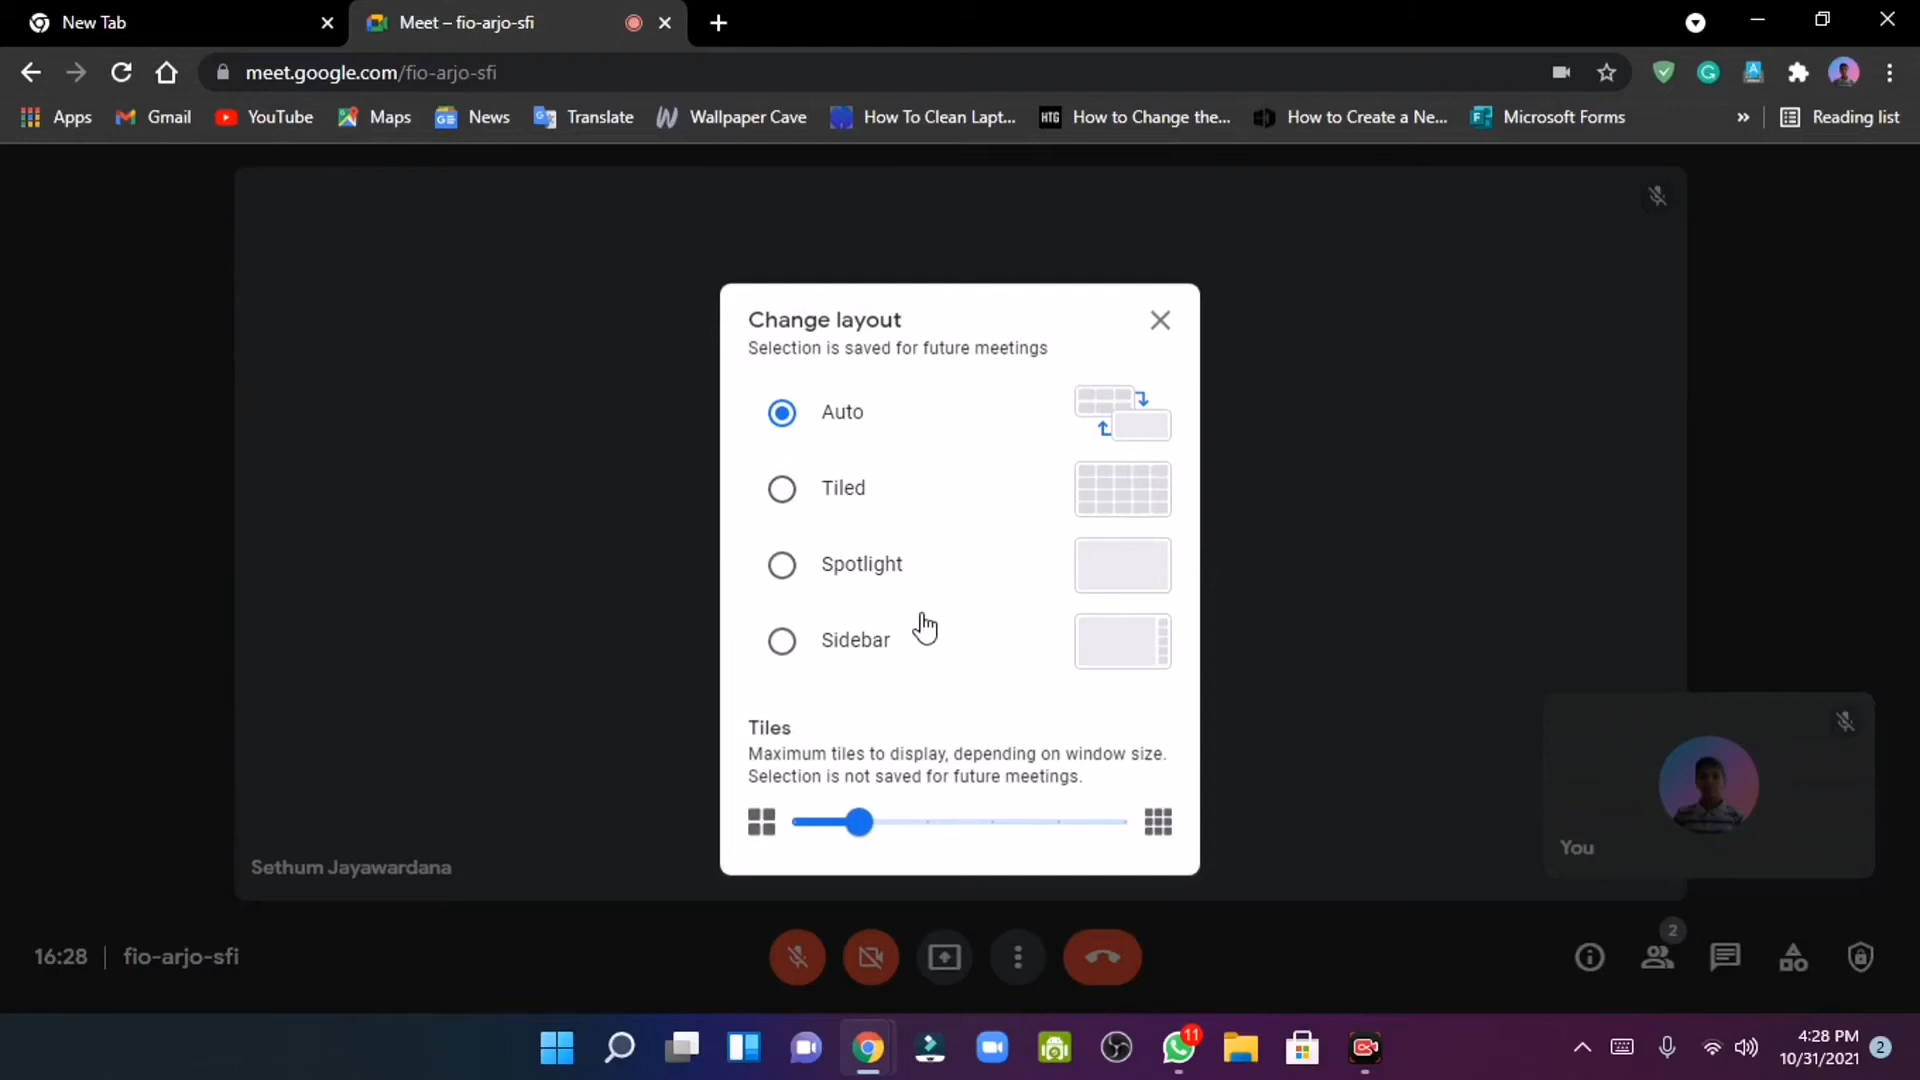 New Tab
Meet – fio-arjo-sfi
meet.google.com/fio-arjo-sfi
Apps
Gmail
YouTube
Maps
News
Translate
Wallpaper Cave
How To Clean Lapt...
HTG
How to Change the...
How to Create a Ne...
Microsoft Forms
»
Reading list
Change layout
Selection is saved for future meetings
Auto
Tiled
Spotlight
Sidebar
Tiles
Maximum tiles to display, depending on window size.
Selection is not saved for future meetings.
You
Sethum Jayawardana
16:28
fio-arjo-sfi
2
11
4:28 PM
10/31/2021
2